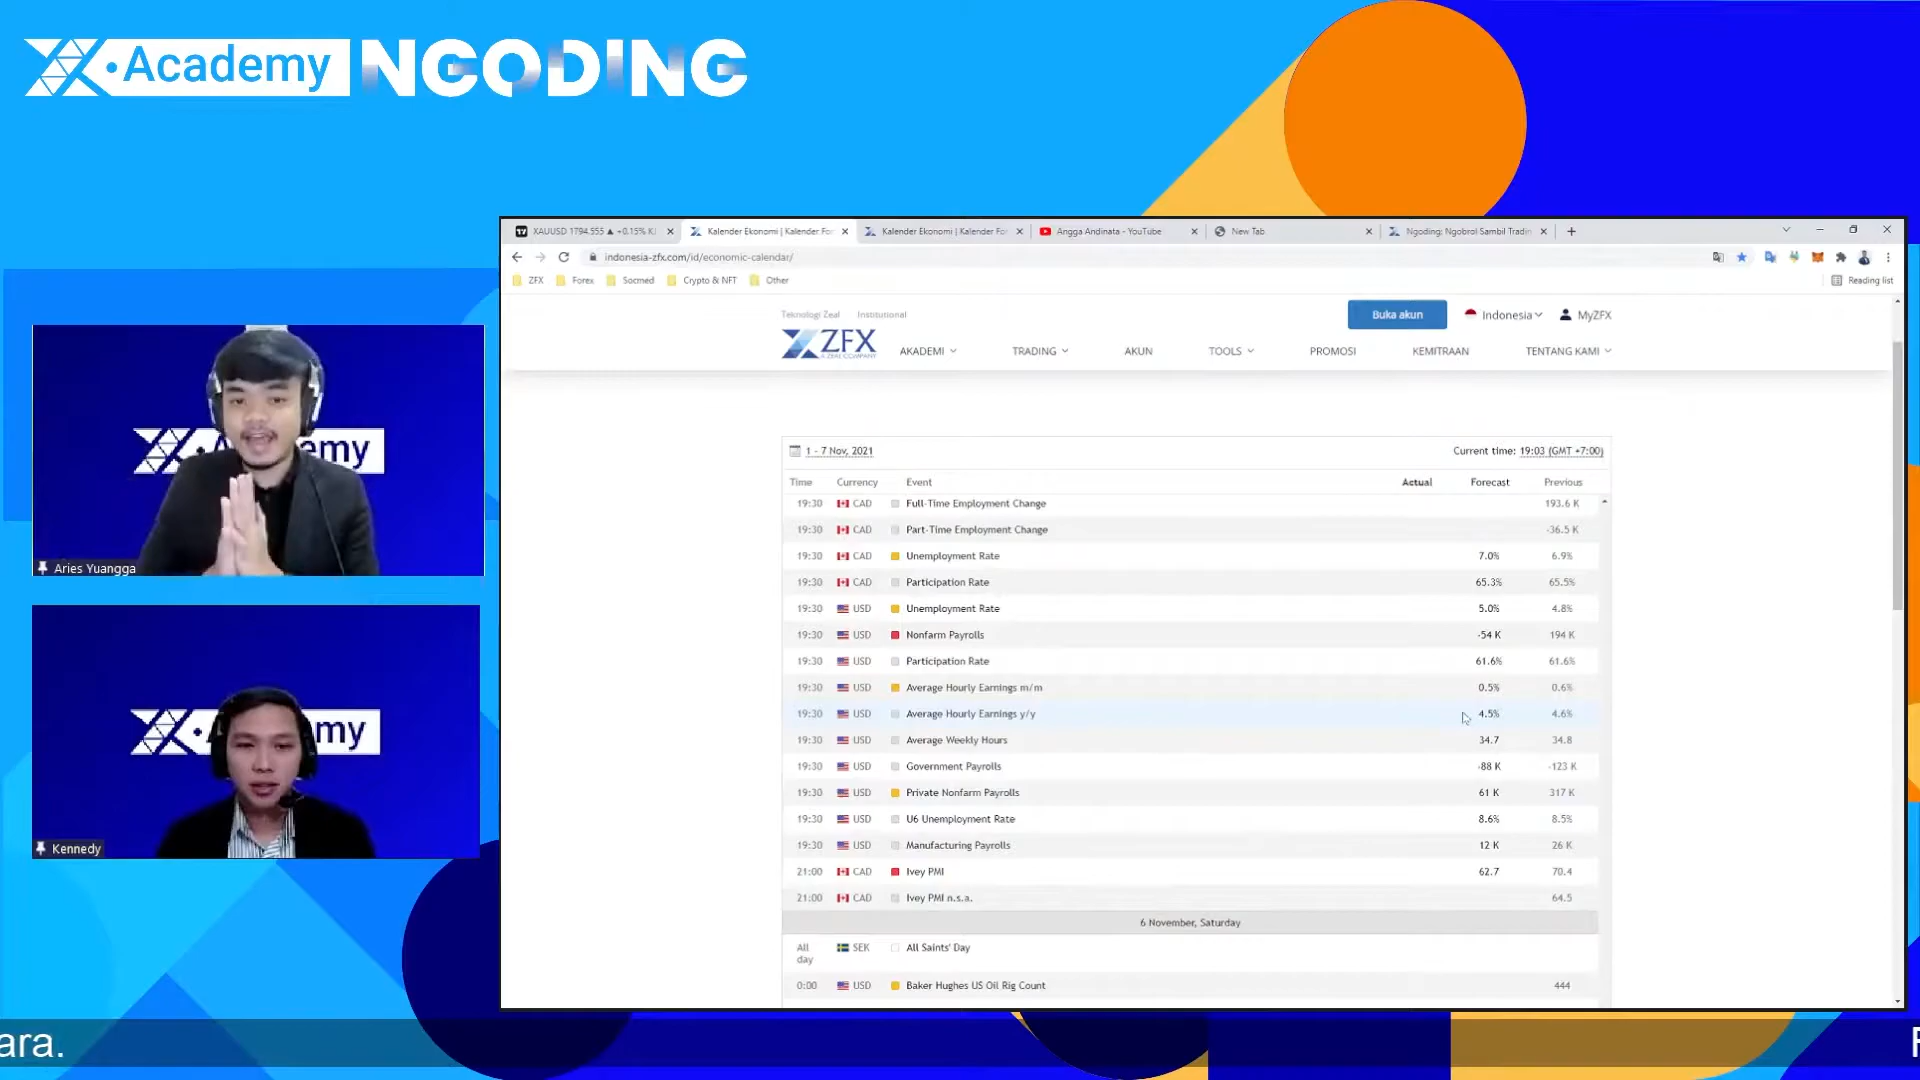 Academy NGODING
XAUUSD 1794.555 ▲ +0.15% K
Kalender Ekonomi | Kalender For
Kalender Ekonomi | Kalender Fo
Angga Andinata - YouTube
New Tab
Ngoding: Ngobrol Sambil Tradin
indonesia-zfx.com/id/economic-calendar/
ZFX Forex Socmed Crypto & NFT Other
Reading list
Teknologi Zeal Institutional
Buka akun Indonesia MyZFX
ZFX
A ZEAL COMPANY
AKADEMI TRADING AKUN TOOLS PROMOSI KEMITRAAN TENTANG KAMI
1 - 7 Nov, 2021 Current time: 19:03 (GMT +7:00)
Time Currency Event Actual Forecast Previous
19:30 CAD Full-Time Employment Change 193.6 K
19:30 CAD Part-Time Employment Change -36.5 K
19:30 CAD Unemployment Rate 7.0% 6.9%
19:30 CAD Participation Rate 65.3% 65.5%
19:30 USD Unemployment Rate 5.0% 4.8%
19:30 USD Nonfarm Payrolls -54 K 194 K
19:30 USD Participation Rate 61.6% 61.6%
19:30 USD Average Hourly Earnings m/m 0.5% 0.6%
19:30 USD Average Hourly Earnings y/y 4.5% 4.6%
19:30 USD Average Weekly Hours 34.7 34.8
19:30 USD Government Payrolls -88 K -123 K
19:30 USD Private Nonfarm Payrolls 61 K 317 K
19:30 USD U6 Unemployment Rate 8.6% 8.5%
19:30 USD Manufacturing Payrolls 12 K 26 K
21:00 CAD Ivey PMI 62.7 70.4
21:00 CAD Ivey PMI n.s.a. 64.5
6 November, Saturday
All day SEK All Saints' Day
0:00 USD Baker Hughes US Oil Rig Count 444
A emy
Aries Yuangga
A my
Kennedy
ara.